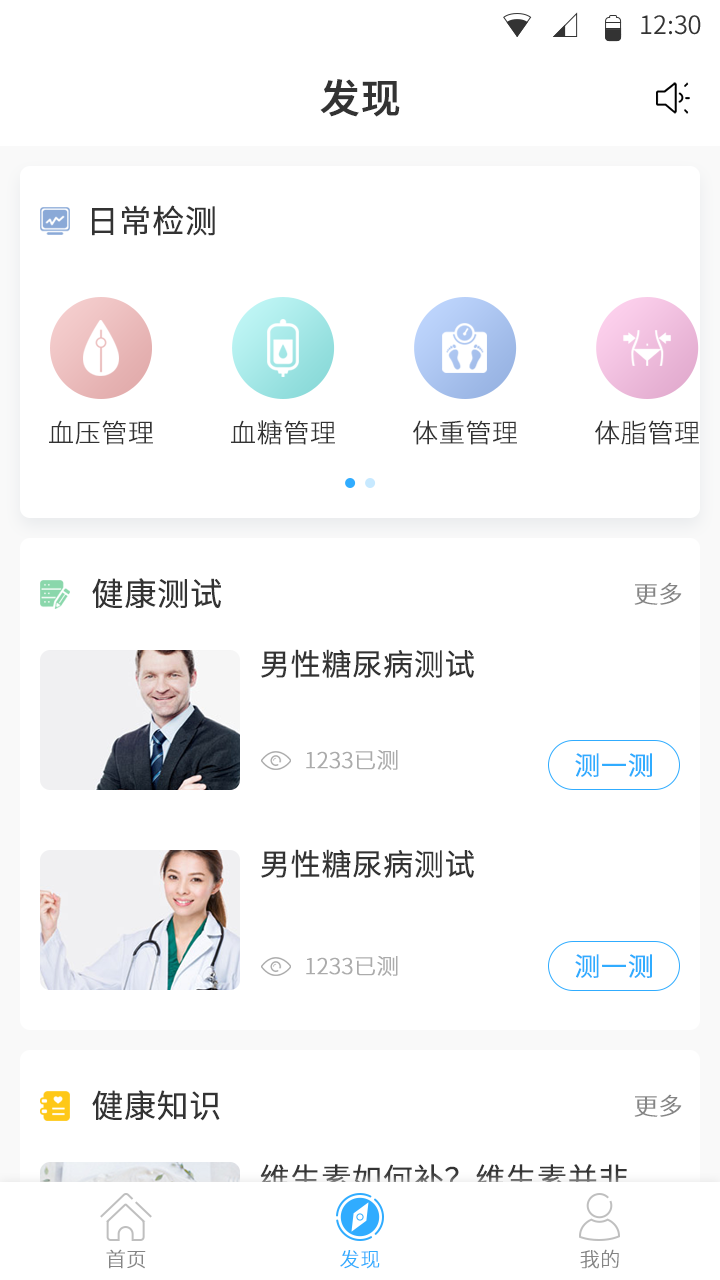 12:30
发现
日常检测
血压管理 血糖管理 体重管理 体脂管理
健康测试 更多
男性糖尿病测试
1233已测 测一测
男性糖尿病测试
1233已测 测一测
健康知识 更多
维生素如何补？维生素并非
首页 发现 我的